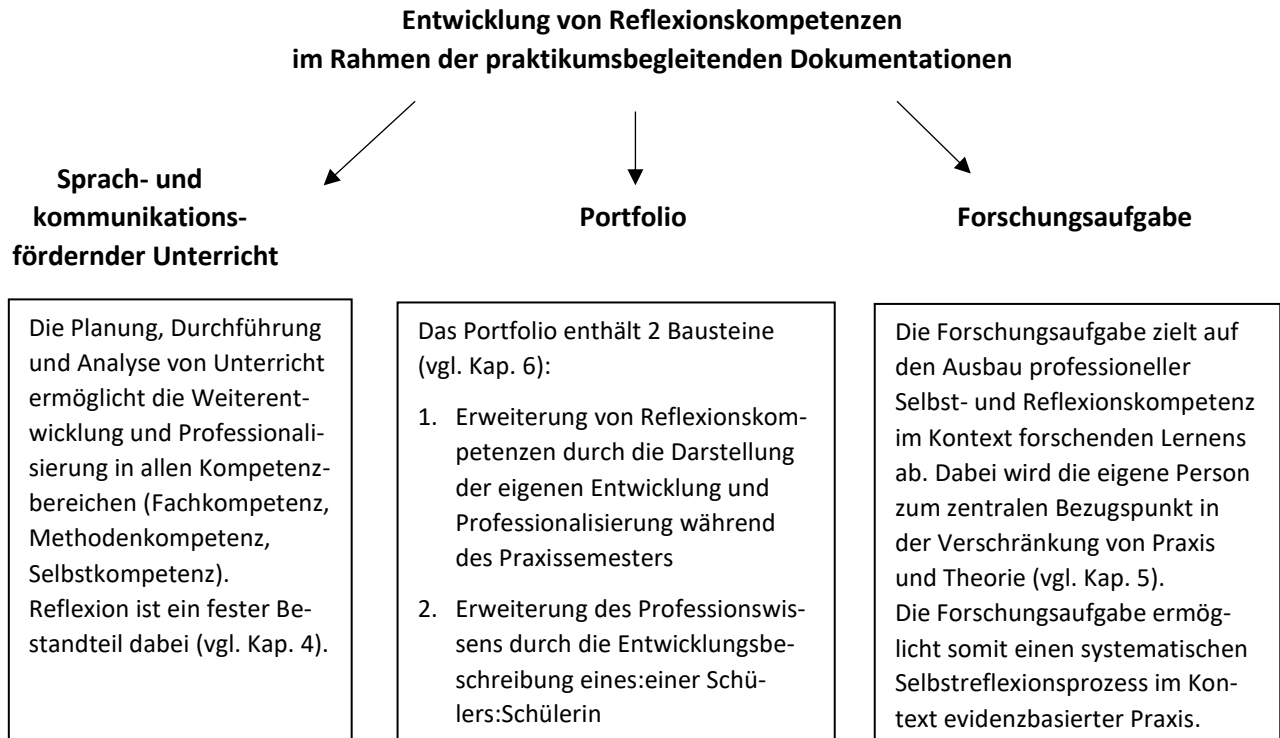 Entwicklung von Reflexionskompetenzen
im Rahmen der praktikumsbegleitenden Dokumentationen
Sprach- und
kommunikations-
fördernder Unterricht
Portfolio
Forschungsaufgabe
Die Planung, Durchführung
und Analyse von Unterricht
ermöglicht die Weiterent-
wicklung und Professionali-
sierung in allen Kompetenz-
bereichen (Fachkompetenz,
Methodenkompetenz,
Selbstkompetenz).
Reflexion ist ein fester Be-
standteil dabei (vgl. Kap. 4).
Das Portfolio enthält 2 Bausteine
(vgl. Kap. 6):
1. Erweiterung von Reflexionskom-
petenzen durch die Darstellung
der eigenen Entwicklung und
Professionalisierung während
des Praxissemesters
2. Erweiterung des Professionswis-
sens durch die Entwicklungsbe-
schreibung eines:einer Schü-
lers:Schülerin
Die Forschungsaufgabe zielt auf
den Ausbau professioneller
Selbst- und Reflexionskompetenz
im Kontext forschenden Lernens
ab. Dabei wird die eigene Person
zum zentralen Bezugspunkt in
der Verschränkung von Praxis
und Theorie (vgl. Kap. 5).
Die Forschungsaufgabe ermög-
licht somit einen systematischen
Selbstreflexionsprozess im Kon-
text evidenzbasierter Praxis.